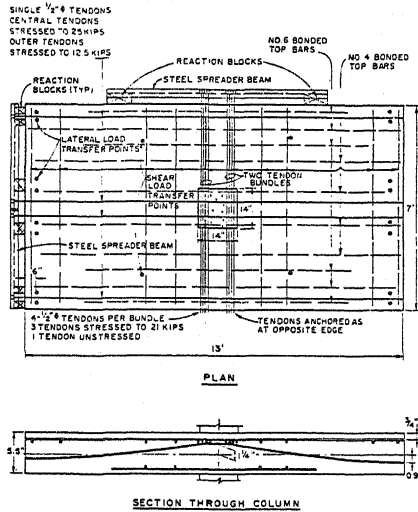 SINGLE 1/2"ϕ TENDONS
CENTRAL TENDONS
STRESSED TO 25 KIPS
OUTER TENDONS
STRESSED TO 12.5 KIPS
NO.6 BONDED
TOP BARS
NO 4 BONDED
TOP BARS
REACTION BLOCKS
STEEL SPREADER BEAM
REACTION
BLOCKS (TYP)
LATERAL LOAD
TRANSFER POINTS
SHEAR
LOAD
TRANSFER
POINTS
TWO TENDON
BUNDLES
14"
14"
7'
STEEL SPREADER BEAM
6"
4-1/2"ϕ TENDONS PER BUNDLE
3 TENDONS STRESSED TO 21 KIPS
1 TENDON UNSTRESSED
TENDONS ANCHORED AS
AT OPPOSITE EDGE
13'
PLAN
3/4"
5.5"
1 1/4"
0.9
SECTION THROUGH COLUMN